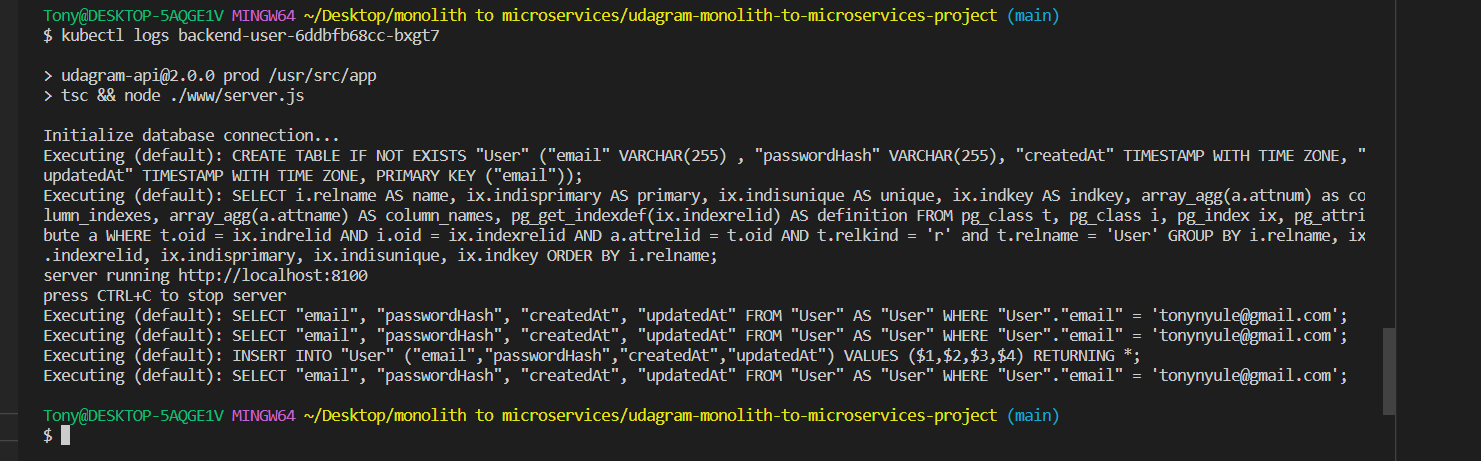 Tony@DESKTOP-5AQGE1V MINGW64 ~/Desktop/monolith to microservices/udagram-monolith-to-microservices-project (main)
$ kubectl logs backend-user-6ddbfb68cc-bxgt7
> udagram-api@2.0.0 prod /usr/src/app
> tsc && node ./www/server.js
Initialize database connection...
Executing (default): CREATE TABLE IF NOT EXISTS "User" ("email" VARCHAR(255) , "passwordHash" VARCHAR(255), "createdAt" TIMESTAMP WITH TIME ZONE, "
updatedAt" TIMESTAMP WITH TIME ZONE, PRIMARY KEY ("email"));
Executing (default): SELECT i.relname AS name, ix.indisprimary AS primary, ix.indisunique AS unique, ix.indkey AS indkey, array_agg(a.attnum) as co
lumn_indexes, array_agg(a.attname) AS column_names, pg_get_indexdef(ix.indexrelid) AS definition FROM pg_class t, pg_class i, pg_index ix, pg_attri
bute a WHERE t.oid = ix.indrelid AND i.oid = ix.indexrelid AND a.attrelid = t.oid AND t.relkind = 'r' and t.relname = 'User' GROUP BY i.relname, ix
.indexrelid, ix.indisprimary, ix.indisunique, ix.indkey ORDER BY i.relname;
server running http://localhost:8100
press CTRL+C to stop server
Executing (default): SELECT "email", "passwordHash", "createdAt", "updatedAt" FROM "User" AS "User" WHERE "User"."email" = 'tonynyule@gmail.com';
Executing (default): SELECT "email", "passwordHash", "createdAt", "updatedAt" FROM "User" AS "User" WHERE "User"."email" = 'tonynyule@gmail.com';
Executing (default): INSERT INTO "User" ("email","passwordHash","createdAt","updatedAt") VALUES ($1,$2,$3,$4) RETURNING *;
Executing (default): SELECT "email", "passwordHash", "createdAt", "updatedAt" FROM "User" AS "User" WHERE "User"."email" = 'tonynyule@gmail.com';
Tony@DESKTOP-5AQGE1V MINGW64 ~/Desktop/monolith to microservices/udagram-monolith-to-microservices-project (main)
$